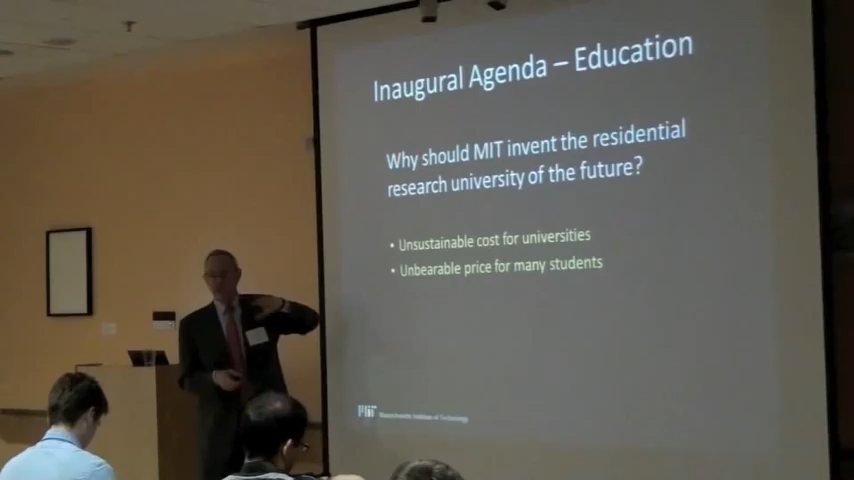 Inaugural Agenda – Education
Why should MIT invent the residential
research university of the future?
• Unsustainable cost for universities
• Unbearable price for many students
MIT Massachusetts Institute of Technology